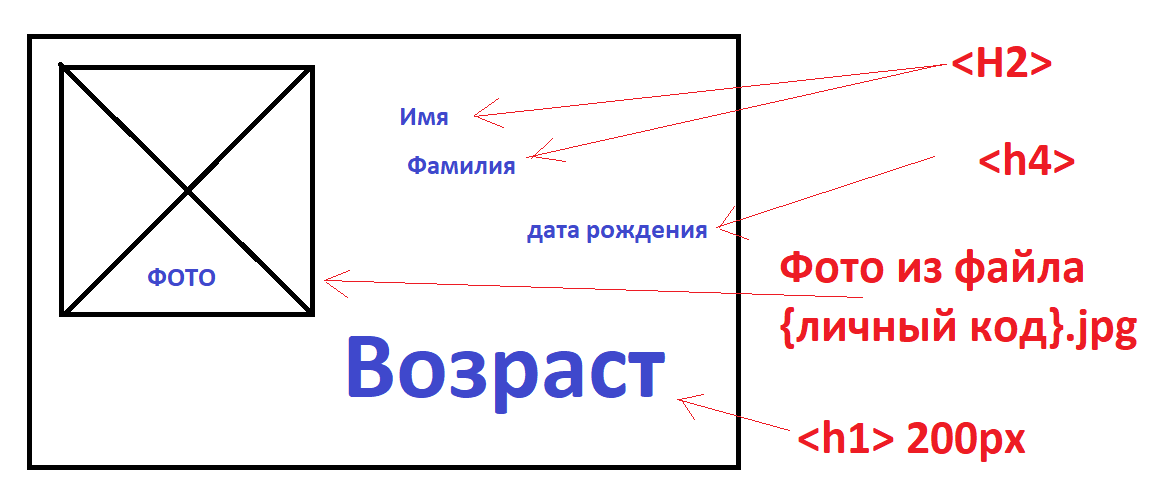 <H2>
Имя
Фамилия
<h4>
дата рождения
ФОТО
Фото из файла
{личный код}.jpg
Возраст
<h1> 200px